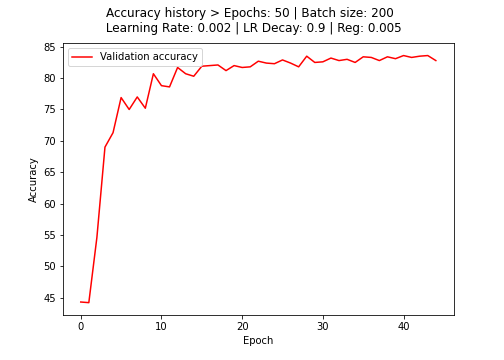 Accuracy history > Epochs: 50 | Batch size: 200
Learning Rate: 0.002 | LR Decay: 0.9 | Reg: 0.005
Validation accuracy
85
80
75
70
65
60
55
50
45
Accuracy
0 10 20 30 40
Epoch